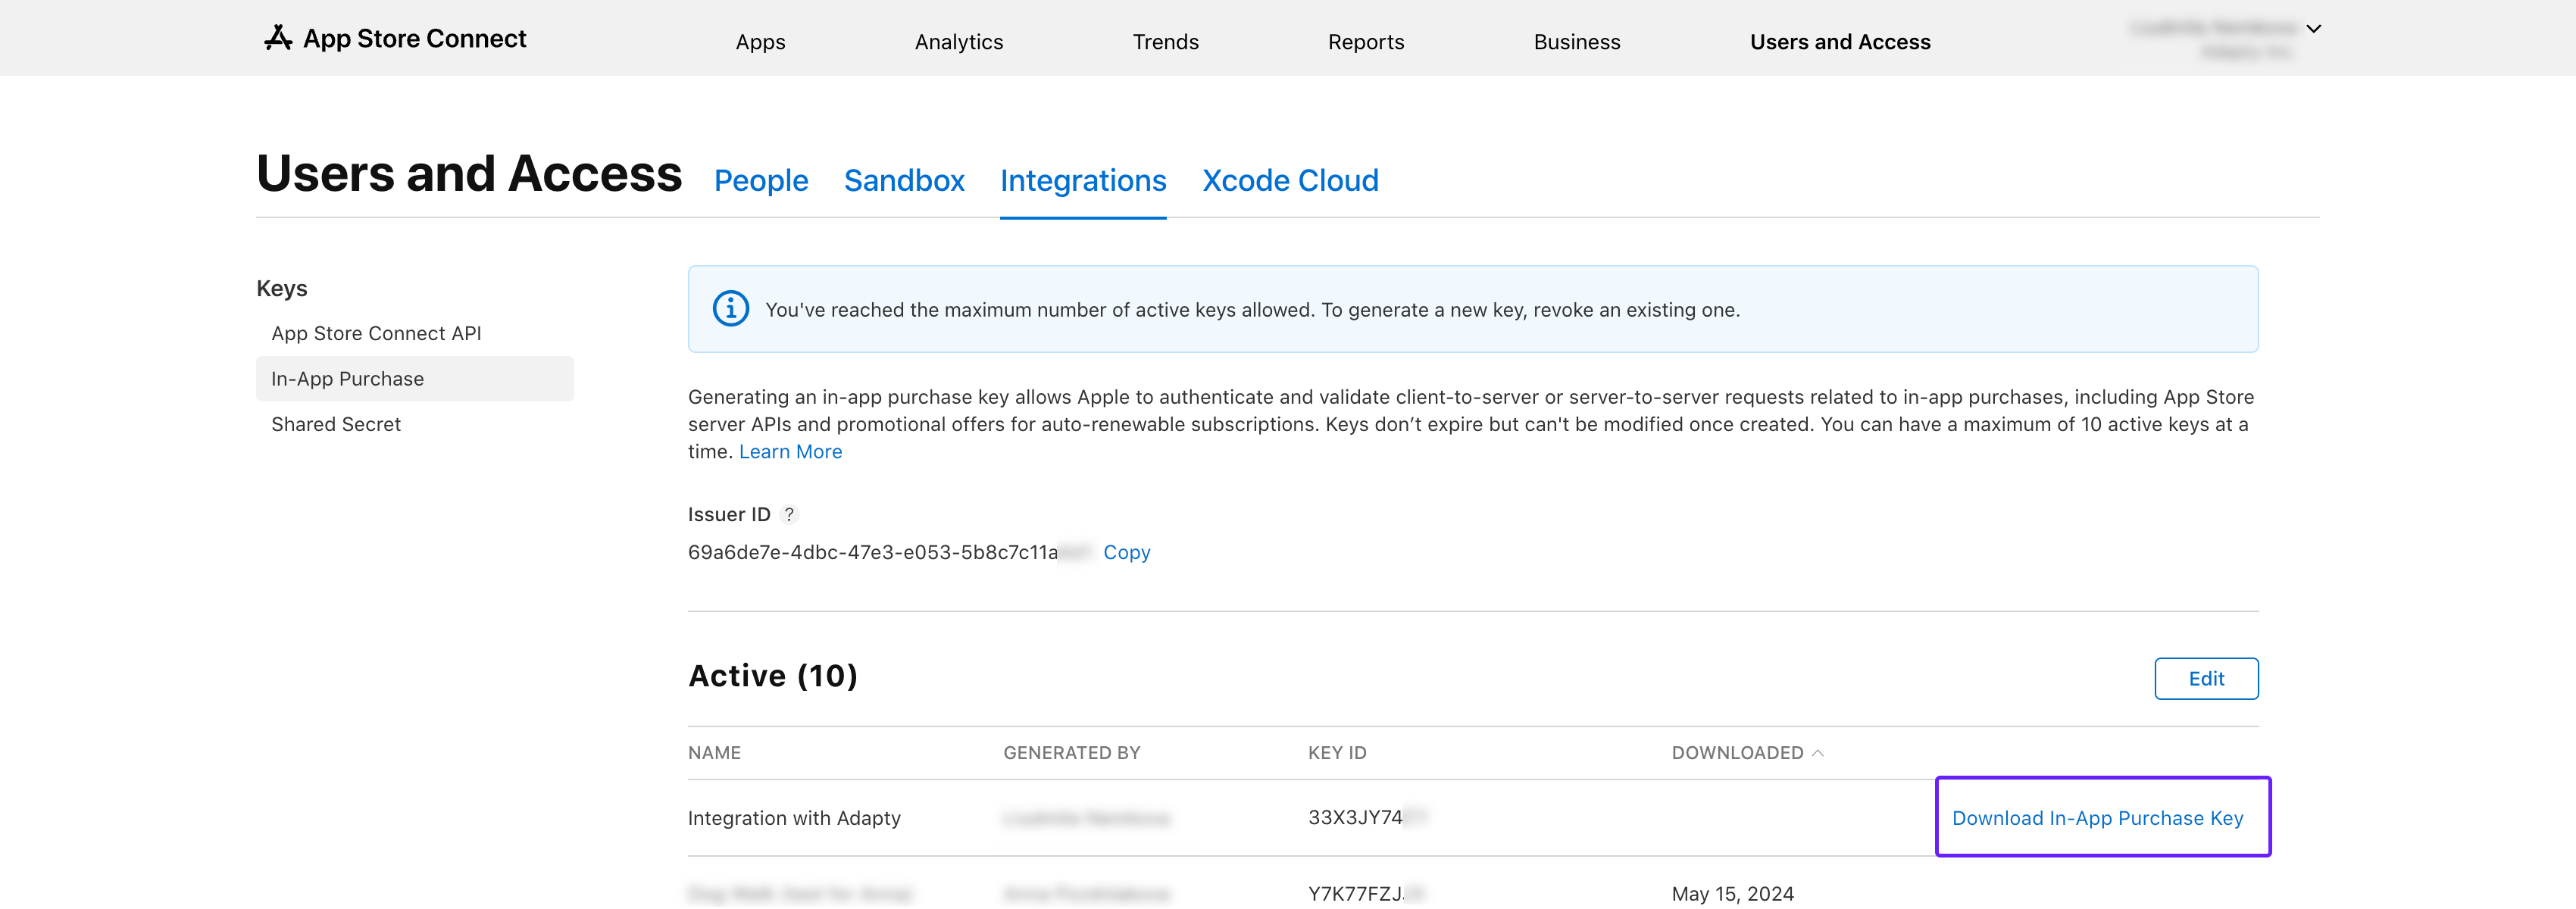 App Store Connect
Apps
Analytics
Trends
Reports
Business
Users and Access
Users and Access
People
Sandbox
Integrations
Xcode Cloud
Keys
App Store Connect API
In-App Purchase
Shared Secret
You've reached the maximum number of active keys allowed. To generate a new key, revoke an existing one.
Generating an in-app purchase key allows Apple to authenticate and validate client-to-server or server-to-server requests related to in-app purchases, including App Store
server APIs and promotional offers for auto-renewable subscriptions. Keys don’t expire but can't be modified once created. You can have a maximum of 10 active keys at a
time. Learn More
Issuer ID ?
69a6de7e-4dbc-47e3-e053-5b8c7c11a Copy
Active (10)
Edit
NAME GENERATED BY KEY ID DOWNLOADED
Integration with Adapty 33X3JY74 Download In-App Purchase Key
Y7K77FZJ May 15, 2024